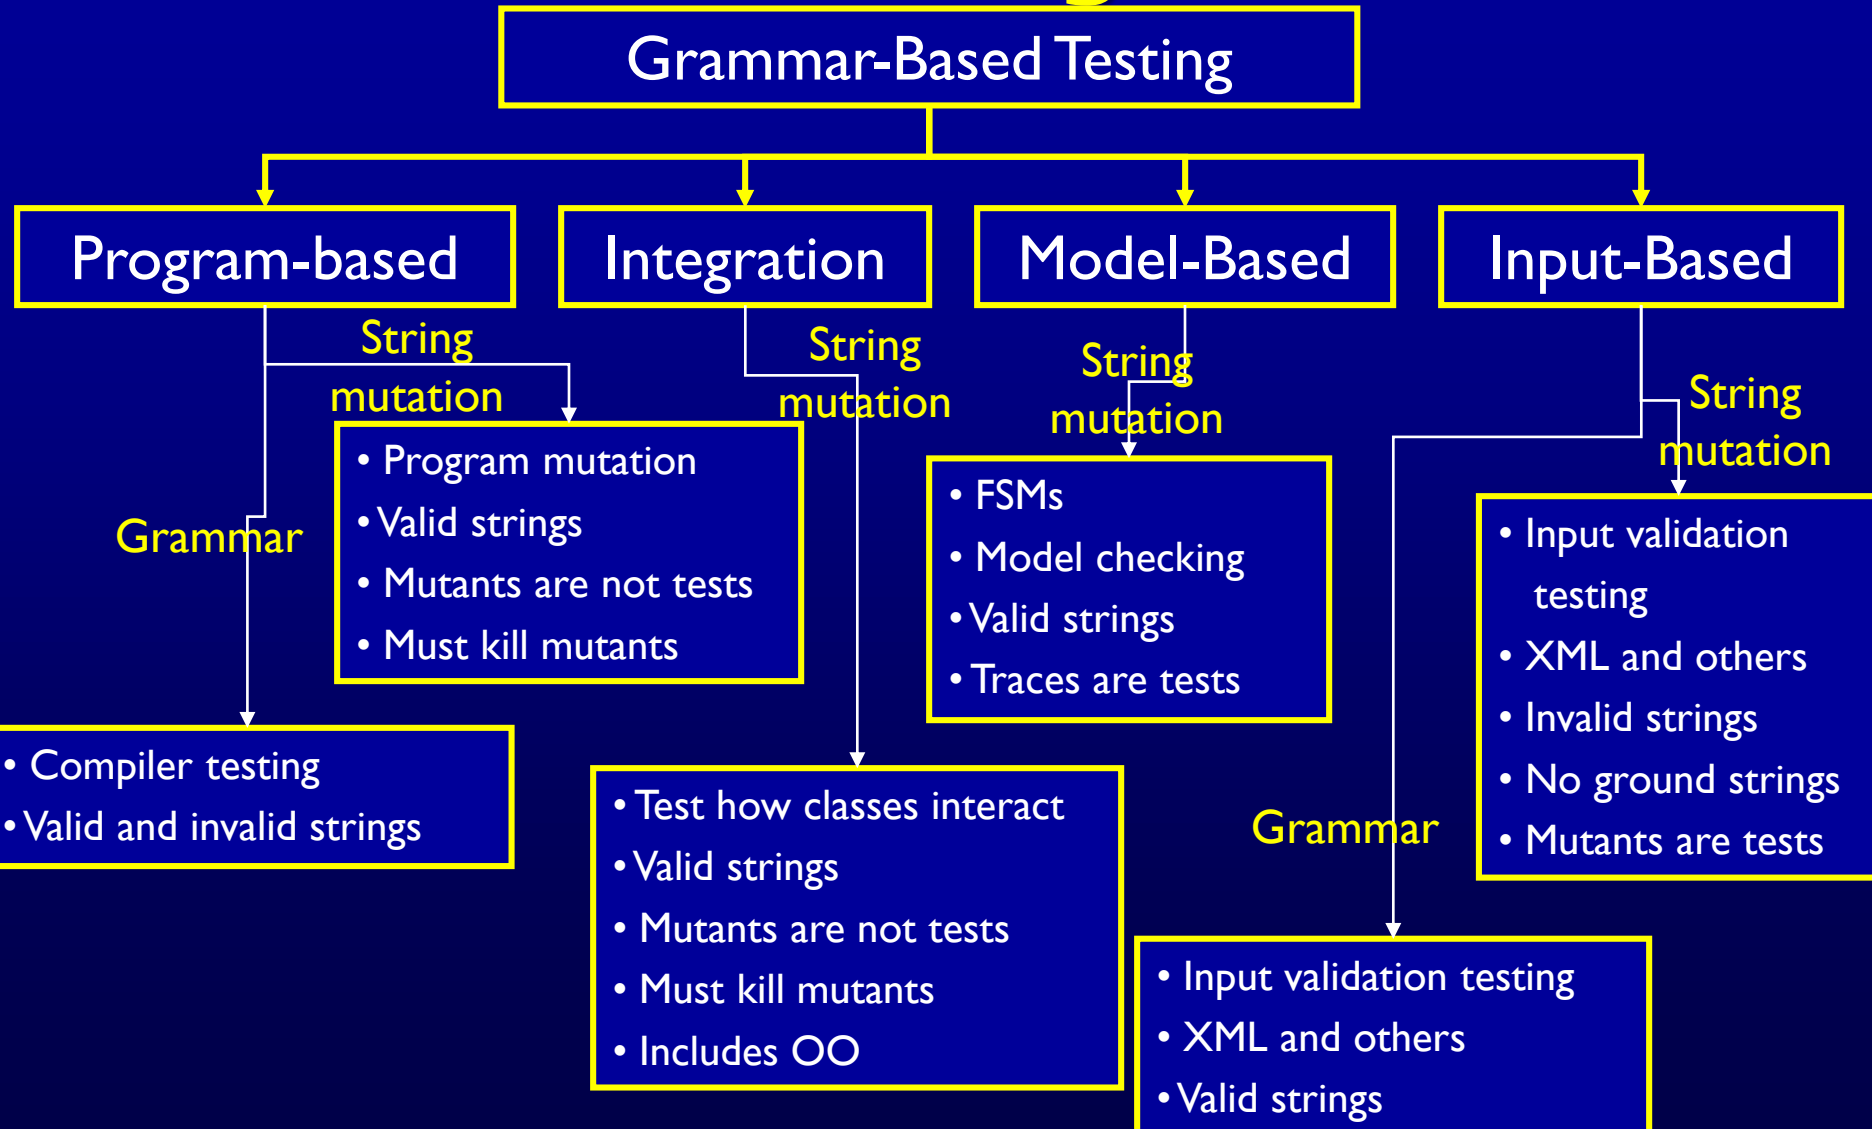 Grammar-Based Testing
Program-based
Integration
Model-Based
Input-Based
String
mutation
String
mutation
String
mutation
String
mutation
• Program mutation
• Valid strings
• Mutants are not tests
• Must kill mutants
Grammar
• FSMs
• Model checking
• Valid strings
• Traces are tests
• Input validation
testing
• XML and others
• Invalid strings
• No ground strings
• Mutants are tests
• Compiler testing
• Valid and invalid strings
• Test how classes interact
• Valid strings
• Mutants are not tests
• Must kill mutants
• Includes OO
Grammar
• Input validation testing
• XML and others
• Valid strings